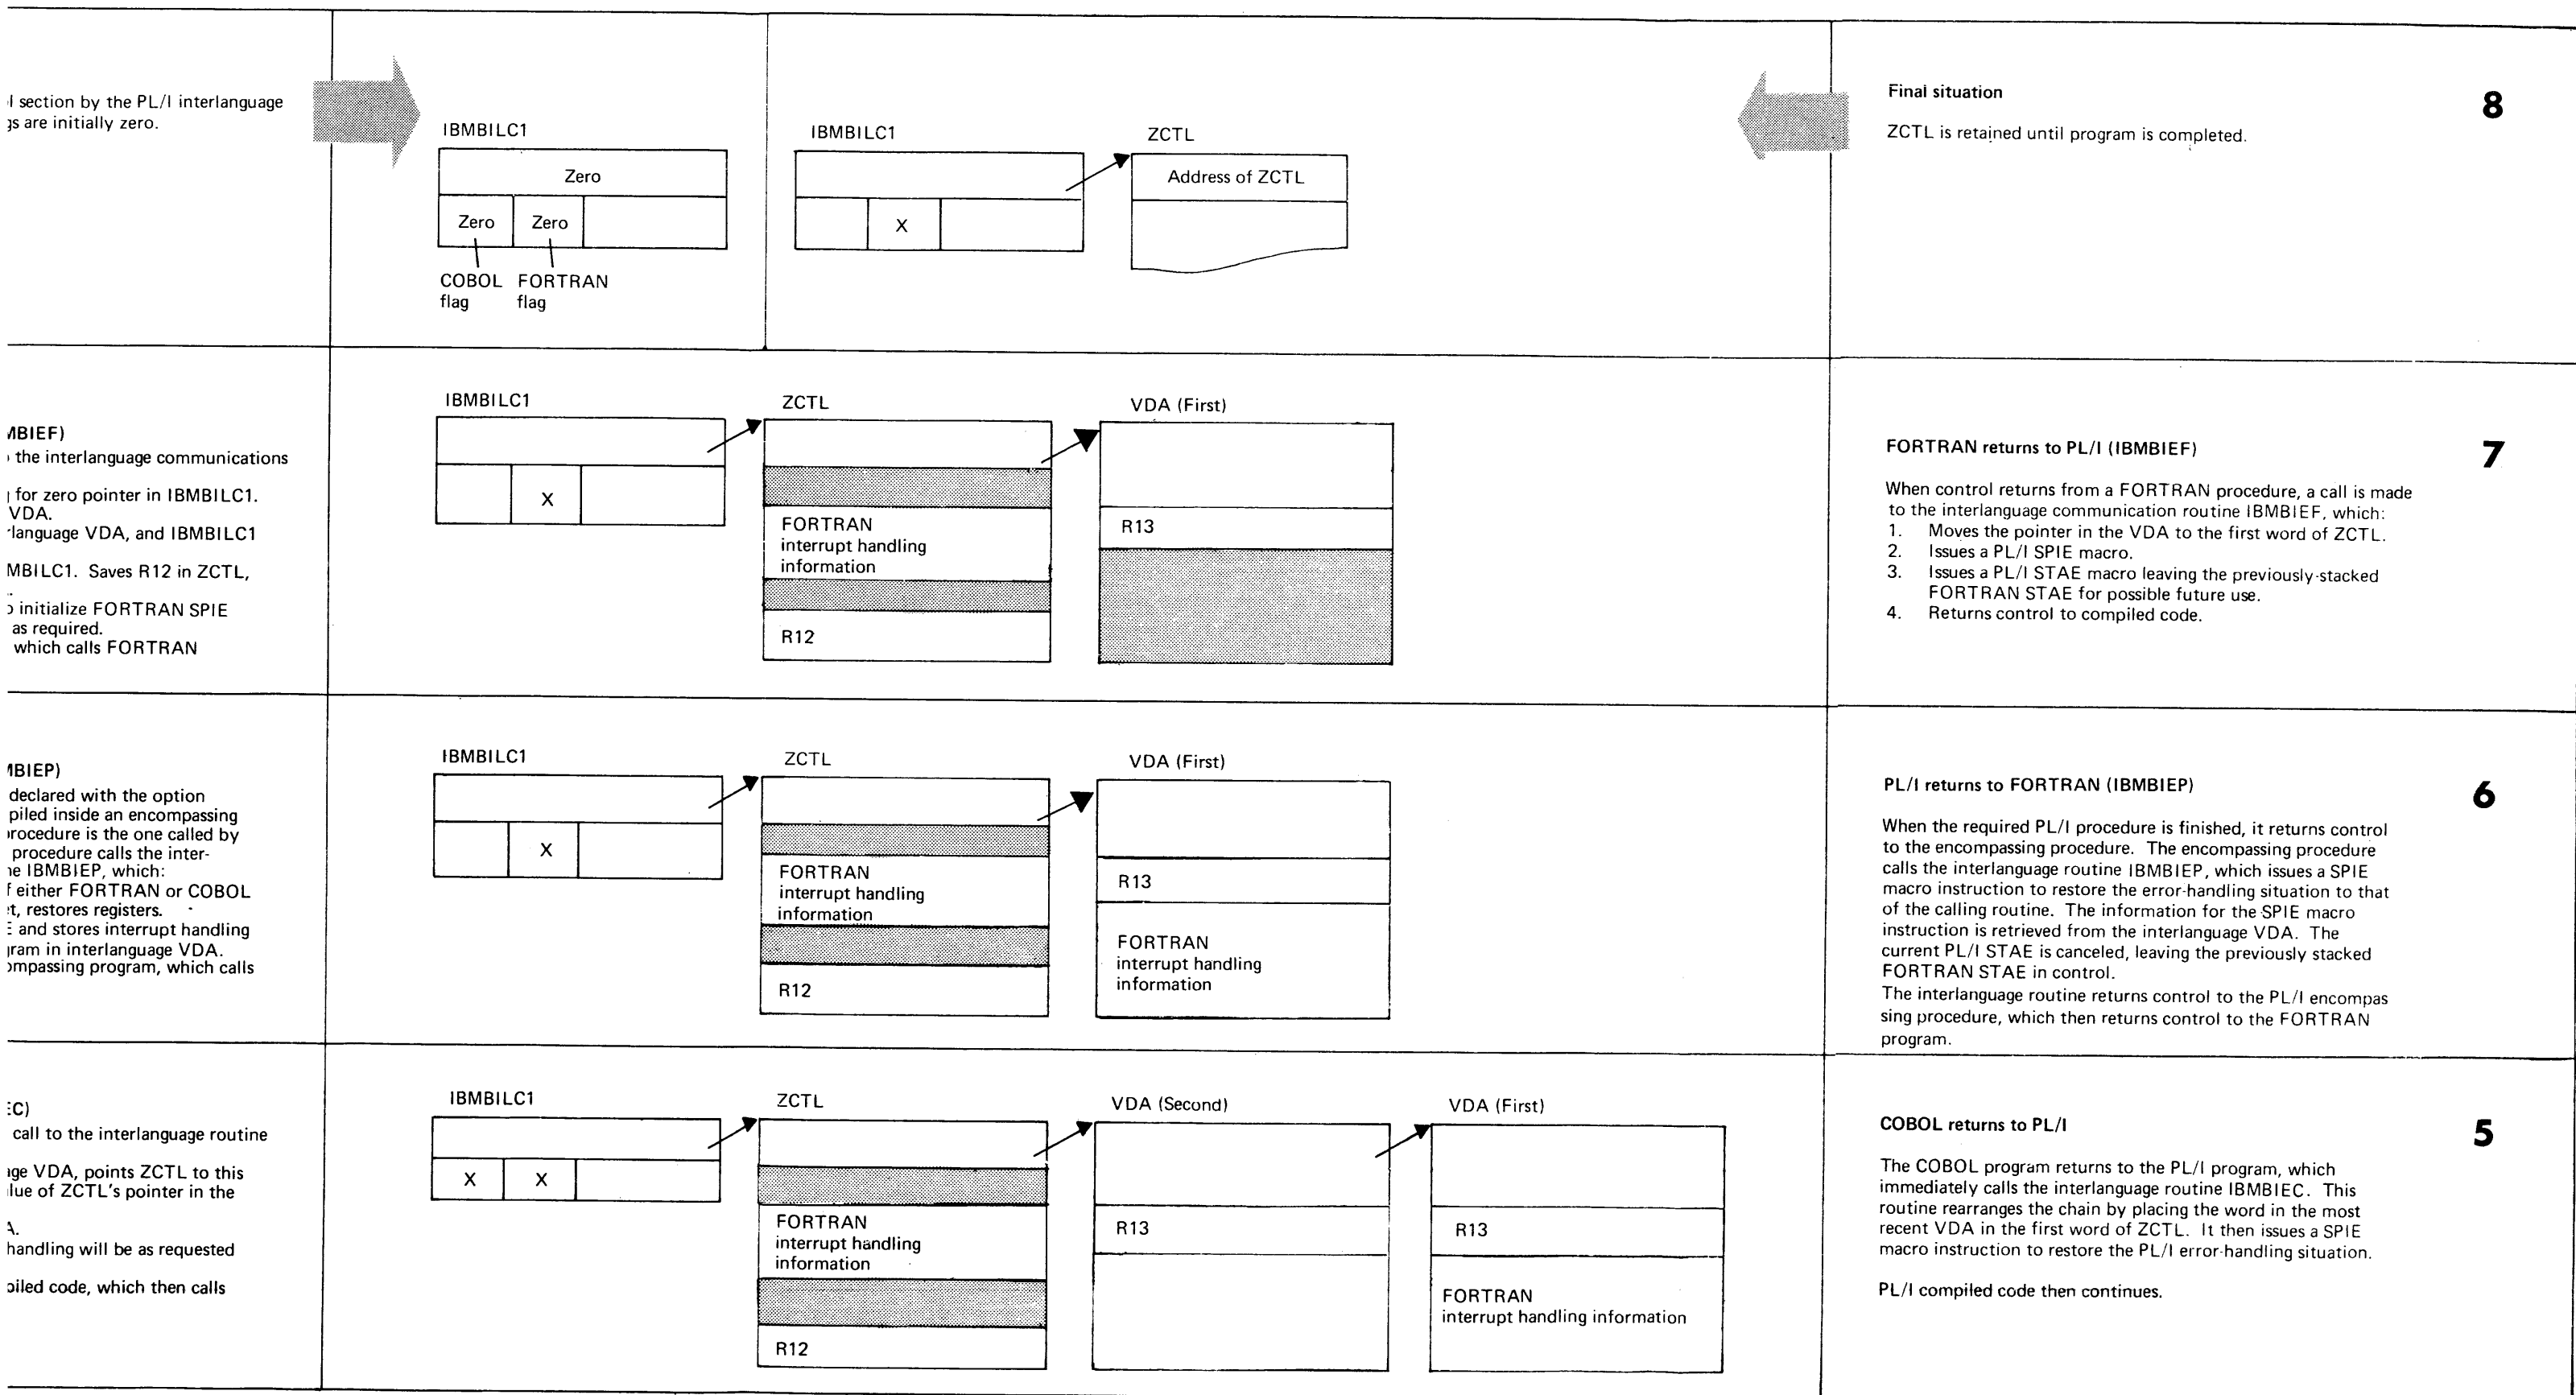 l section by the PL/I interlanguage
gs are initially zero.
IBMBILC1
Zero
Zero Zero
COBOL FORTRAN
flag flag
IBMBILC1
X
ZCTL
Address of ZCTL
Final situation
8
ZCTL is retained until program is completed.
MBIEF)
the interlanguage communications
for zero pointer in IBMBILC1.
VDA.
rlanguage VDA, and IBMBILC1
MBILC1. Saves R12 in ZCTL,
initialize FORTRAN SPIE
as required.
which calls FORTRAN
IBMBILC1
X
ZCTL
FORTRAN
interrupt handling
information
R12
VDA (First)
R13
FORTRAN returns to PL/I (IBMBIEF)
7
When control returns from a FORTRAN procedure, a call is made
to the interlanguage communication routine IBMBIEF, which:
1. Moves the pointer in the VDA to the first word of ZCTL.
2. Issues a PL/I SPIE macro.
3. Issues a PL/I STAE macro leaving the previously-stacked
FORTRAN STAE for possible future use.
4. Returns control to compiled code.
MBIEP)
declared with the option
piled inside an encompassing
procedure is the one called by
procedure calls the inter-
ne IBMBIEP, which:
f either FORTRAN or COBOL
et, restores registers.
E and stores interrupt handling
gram in interlanguage VDA.
ompassing program, which calls
IBMBILC1
X
ZCTL
FORTRAN
interrupt handling
information
R12
VDA (First)
R13
FORTRAN
interrupt handling
information
PL/I returns to FORTRAN (IBMBIEP)
6
When the required PL/I procedure is finished, it returns control
to the encompassing procedure. The encompassing procedure
calls the interlanguage routine IBMBIEP, which issues a SPIE
macro instruction to restore the error-handling situation to that
of the calling routine. The information for the SPIE macro
instruction is retrieved from the interlanguage VDA. The
current PL/I STAE is canceled, leaving the previously stacked
FORTRAN STAE in control.
The interlanguage routine returns control to the PL/I encompas
sing procedure, which then returns control to the FORTRAN
program.
EC)
call to the interlanguage routine
age VDA, points ZCTL to this
lue of ZCTL's pointer in the
A.
handling will be as requested
piled code, which then calls
IBMBILC1
X X
ZCTL
FORTRAN
interrupt handling
information
R12
VDA (Second)
R13
VDA (First)
R13
FORTRAN
interrupt handling information
COBOL returns to PL/I
5
The COBOL program returns to the PL/I program, which
immediately calls the interlanguage routine IBMBIEC. This
routine rearranges the chain by placing the word in the most
recent VDA in the first word of ZCTL. It then issues a SPIE
macro instruction to restore the PL/I error-handling situation.
PL/I compiled code then continues.